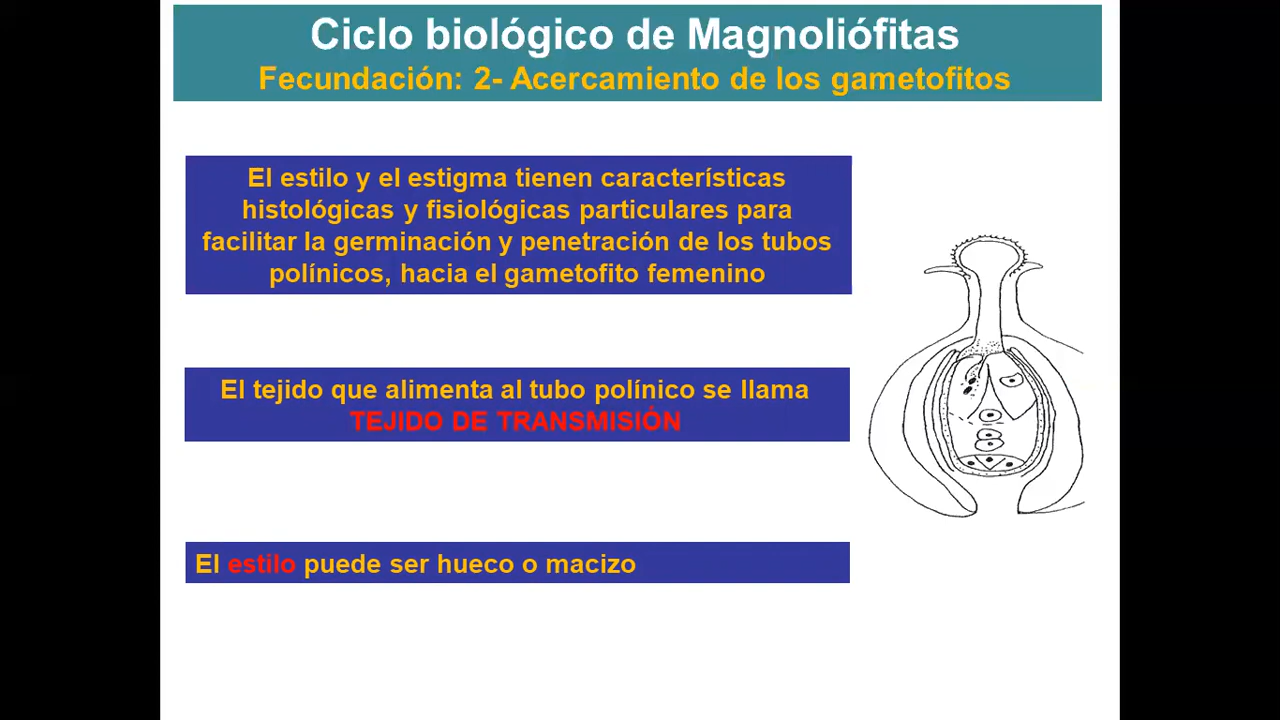 Ciclo biológico de Magnoliófitas
Fecundación: 2- Acercamiento de los gametofitos
El estilo y el estigma tienen características
histológicas y fisiológicas particulares para
facilitar la germinación y penetración de los tubos
polínicos, hacia el gametofito femenino
El tejido que alimenta al tubo polínico se llama
TEJIDO DE TRANSMISIÓN
El estilo puede ser hueco o macizo